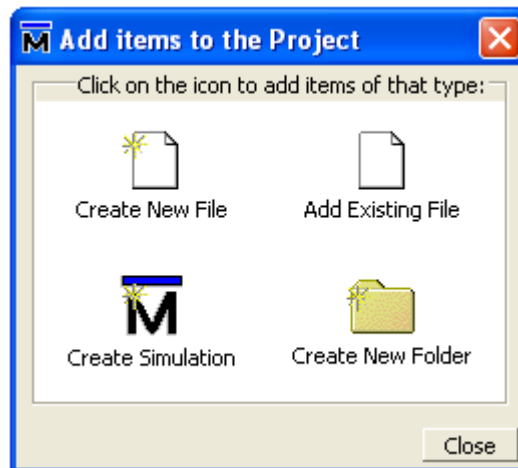 M Add items to the Project
Click on the icon to add items of that type:
Create New File
Add Existing File
M
Create Simulation
Create New Folder
Close